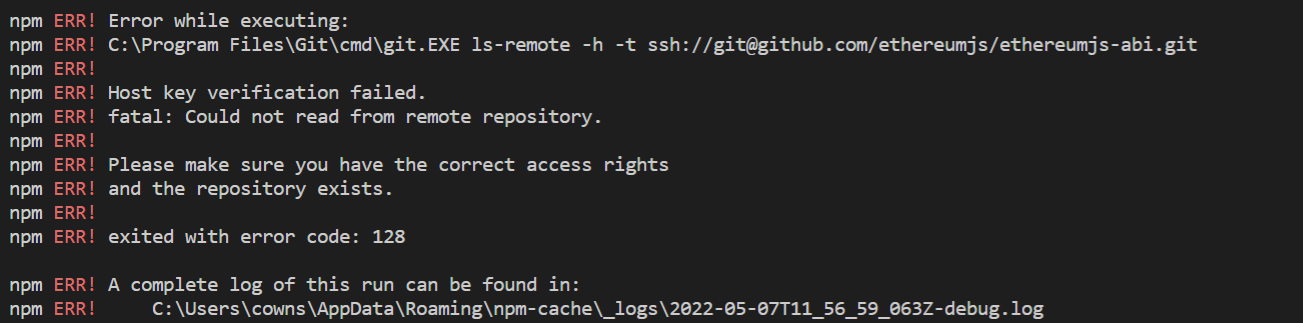 npm ERR! Error while executing:
npm ERR! C:\Program Files\Git\cmd\git.EXE ls-remote -h -t ssh://git@github.com/ethereumjs/ethereumjs-abi.git
npm ERR!
npm ERR! Host key verification failed.
npm ERR! fatal: Could not read from remote repository.
npm ERR!
npm ERR! Please make sure you have the correct access rights
npm ERR! and the repository exists.
npm ERR!
npm ERR! exited with error code: 128
npm ERR! A complete log of this run can be found in:
npm ERR!     C:\Users\cowns\AppData\Roaming\npm-cache\_logs\2022-05-07T11_56_59_063Z-debug.log